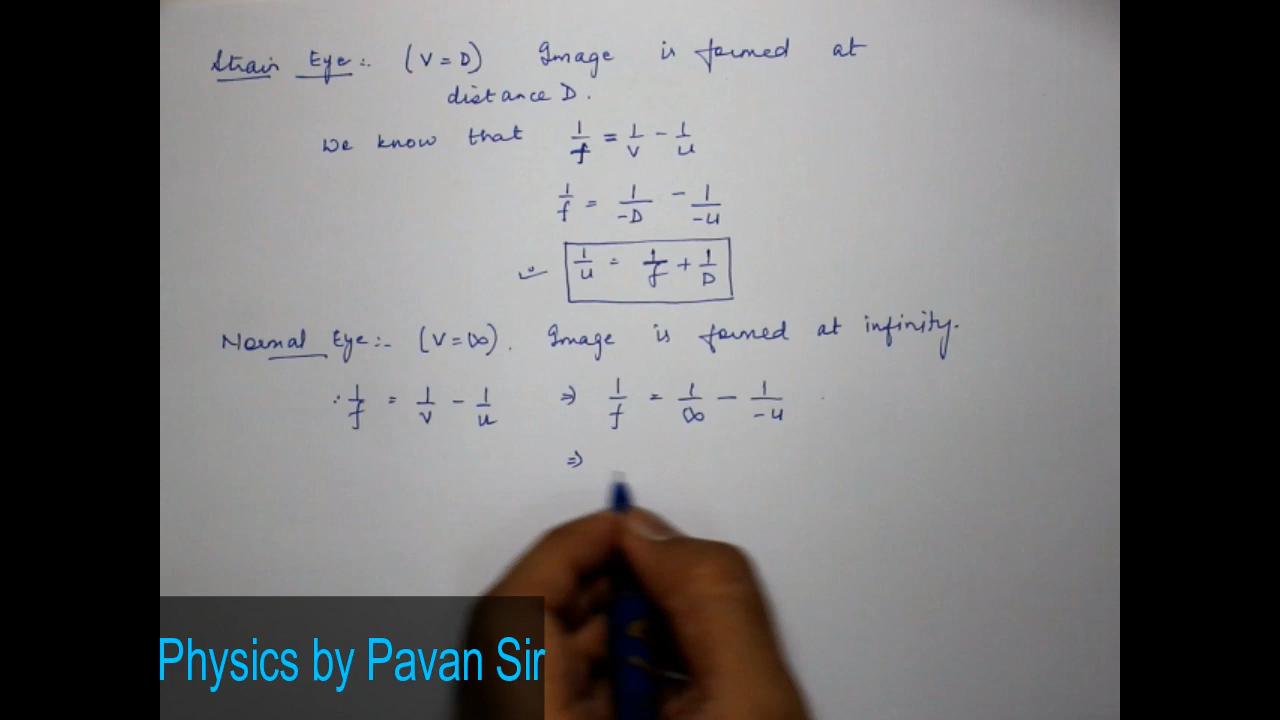 Strain Eye:- (V = D) Image is formed at
distance D.
We know that 1/f = 1/v - 1/u
1/f = 1/-D - 1/-u
1/u = 1/f + 1/D
Normal Eye:- (V = ∞). Image is formed at infinity.
∴ 1/f = 1/v - 1/u ⇒ 1/f = 1/∞ - 1/-u
⇒
Physics by Pavan Sir